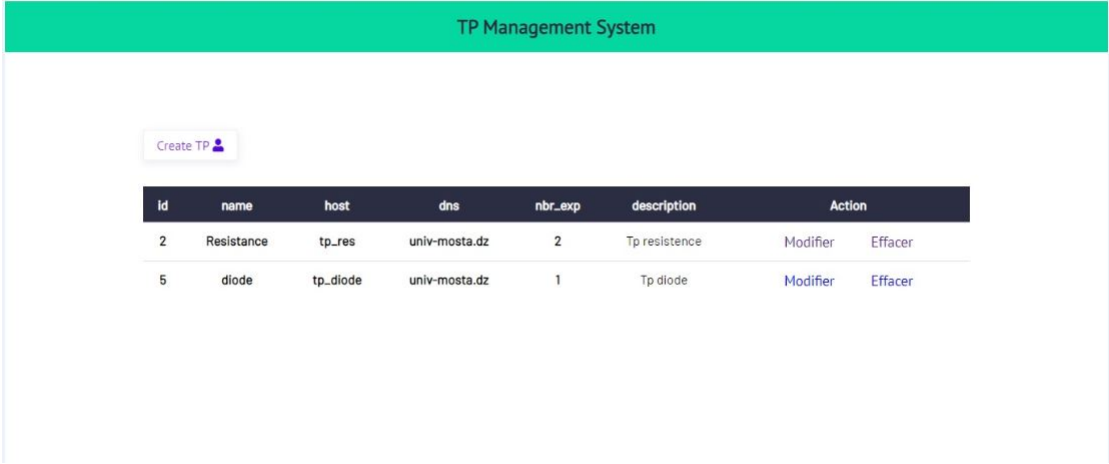 TP Management System
Create TP
id name host dns nbr_exp description Action
2 Resistance tp_res univ-mosta.dz 2 Tp resistence Modifier Effacer
5 diode tp_diode univ-mosta.dz 1 Tp diode Modifier Effacer